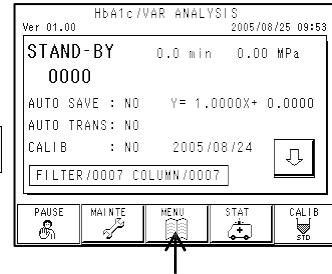 HbA1c/VAR ANALYSIS
Ver 01.00 2005/08/25 09:53
STAND-BY 0.0 min 0.00 MPa
0000
AUTO SAVE : NO Y= 1.0000X+ 0.0000
AUTO TRANS: NO
CALIB : NO 2005/08/24
FILTER/0007 COLUMN/0007
PAUSE MAINTE MENU STAT CALIB
STD